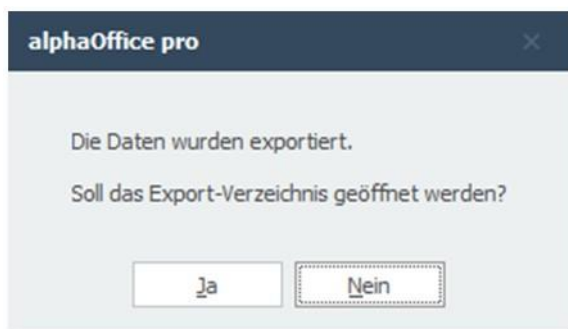 alphaOffice pro
Die Daten wurden exportiert.
Soll das Export-Verzeichnis geöffnet werden?
Ja
Nein